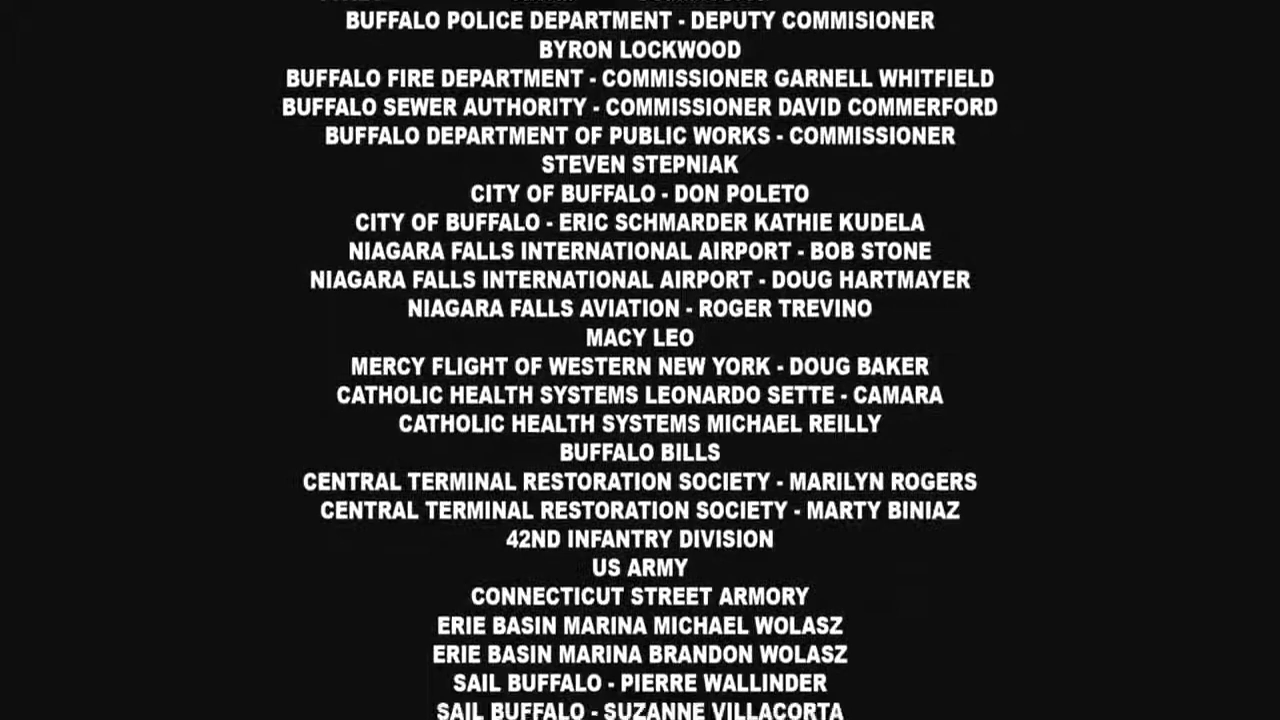 BUFFALO POLICE DEPARTMENT - DEPUTY COMMISIONER
BYRON LOCKWOOD
BUFFALO FIRE DEPARTMENT - COMMISSIONER GARNELL WHITFIELD
BUFFALO SEWER AUTHORITY - COMMISSIONER DAVID COMMERFORD
BUFFALO DEPARTMENT OF PUBLIC WORKS - COMMISSIONER
STEVEN STEPNIAK
CITY OF BUFFALO - DON POLETO
CITY OF BUFFALO - ERIC SCHMARDER KATHIE KUDELA
NIAGARA FALLS INTERNATIONAL AIRPORT - BOB STONE
NIAGARA FALLS INTERNATIONAL AIRPORT - DOUG HARTMAYER
NIAGARA FALLS AVIATION - ROGER TREVINO
MACY LEO
MERCY FLIGHT OF WESTERN NEW YORK - DOUG BAKER
CATHOLIC HEALTH SYSTEMS LEONARDO SETTE - CAMARA
CATHOLIC HEALTH SYSTEMS MICHAEL REILLY
BUFFALO BILLS
CENTRAL TERMINAL RESTORATION SOCIETY - MARILYN ROGERS
CENTRAL TERMINAL RESTORATION SOCIETY - MARTY BINIAZ
42ND INFANTRY DIVISION
US ARMY
CONNECTICUT STREET ARMORY
ERIE BASIN MARINA MICHAEL WOLASZ
ERIE BASIN MARINA BRANDON WOLASZ
SAIL BUFFALO - PIERRE WALLINDER
SAIL BUFFALO - SUZANNE VILLACORTA